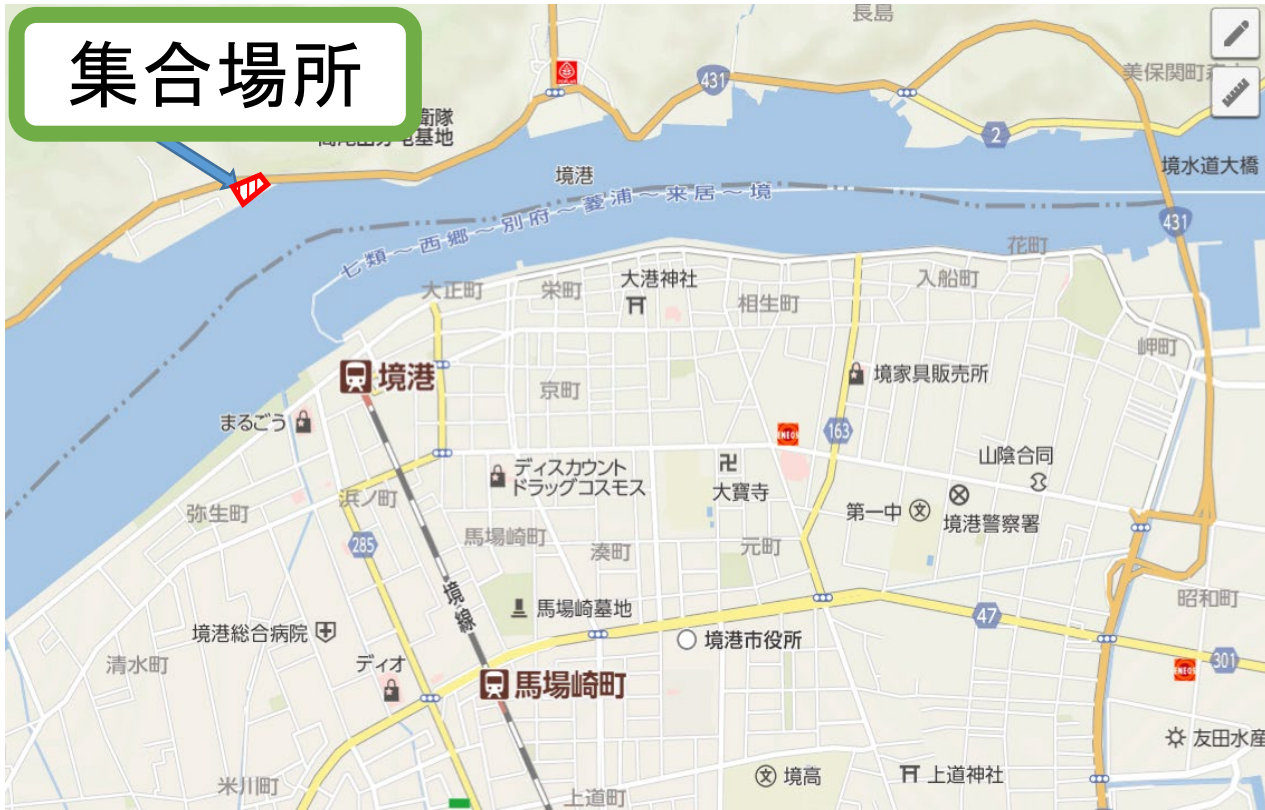 集合場所
長島
431
美保関町
衛隊
2
境港
境水道大橋
431
七類～西郷～別府～菱浦～来居～境
花町
入船町
大港神社
大正町
栄町
相生町
岬町
境港
境家具販売所
京町
まるごう
ENEOS
163
山陰合同
ディスカウント
ドラッグコスモス
大寶寺
浜ノ町
弥生町
第一中
文
境港警察署
馬場崎町
湊町
元町
285
境線
馬場崎町
馬場崎墓地
昭和町
47
境港総合病院
境港市役所
清水町
ディオ
301
ENEOS
友田水産
米川町
上道町
文
境高
上道神社